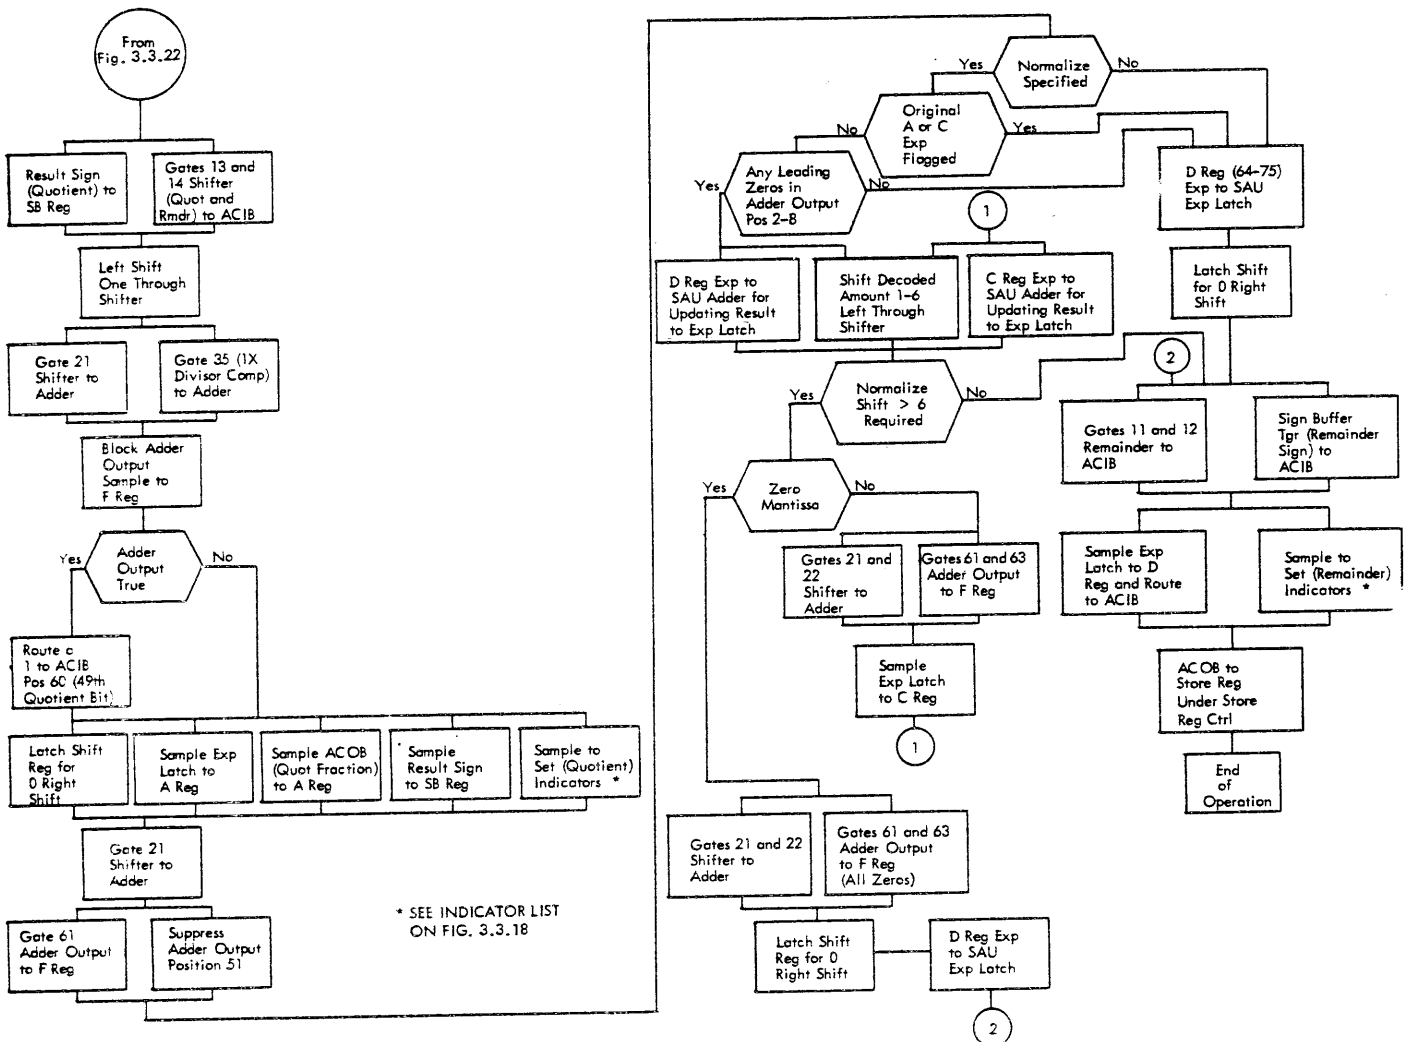 From
Fig. 3.3.22
Result Sign
(Quotient) to
SB Reg
Gates 13 and
14 Shifter
(Quot and
Rmdr) to ACIB
Left Shift
One Through
Shifter
Gate 21
Shifter to
Adder
Gate 35 (1X
Divisor Comp)
to Adder
Block Adder
Output
Sample to
F Reg
Yes
Adder
Output
True
No
Route a
1 to ACIB
Pos 60 (49th
Quotient Bit)
Latch Shift
Reg for
0 Right
Shift
Sample Exp
Latch to
A Reg
Sample ACOB
(Quot Fraction)
to A Reg
Sample
Result Sign
to SB Reg
Sample to
Set (Quotient)
Indicators *
Gate 21
Shifter to
Adder
Gate 61
Adder Output
to F Reg
Suppress
Adder Output
Position 51
* SEE INDICATOR LIST
ON FIG. 3.3.18
Yes
Normalize
Specified
No
No
Original
A or C
Exp
Flagged
Yes
Yes
Any Leading
Zeros in
Adder Output
Pos 2-8
No
1
D Reg (64-75)
Exp to SAU
Exp Latch
D Reg Exp to
SAU Adder for
Updating Result
to Exp Latch
Shift Decoded
Amount 1-6
Left Through
Shifter
C Reg Exp to
SAU Adder for
Updating Result
to Exp Latch
Latch Shift
for 0 Right
Shift
Yes
Normalize
Shift > 6
Required
No
2
Gates 11 and 12
Remainder to
ACIB
Sign Buffer
Tgr (Remainder
Sign) to
ACIB
Yes
Zero
Mantissa
No
Gates 21 and
22
Shifter to
Adder
Gates 61 and 63
Adder Output
to F Reg
Sample Exp
Latch to D
Reg and Route
to ACIB
Sample to
Set (Remainder)
Indicators *
Sample
Exp Latch
to C Reg
1
ACOB to
Store Reg
Under Store
Reg Ctrl
End
of
Operation
Gates 21 and 22
Shifter to
Adder
Gates 61 and 63
Adder Output
to F Reg
(All Zeros)
Latch Shift
Reg for 0
Right Shift
D Reg Exp
to SAU
Exp Latch
2